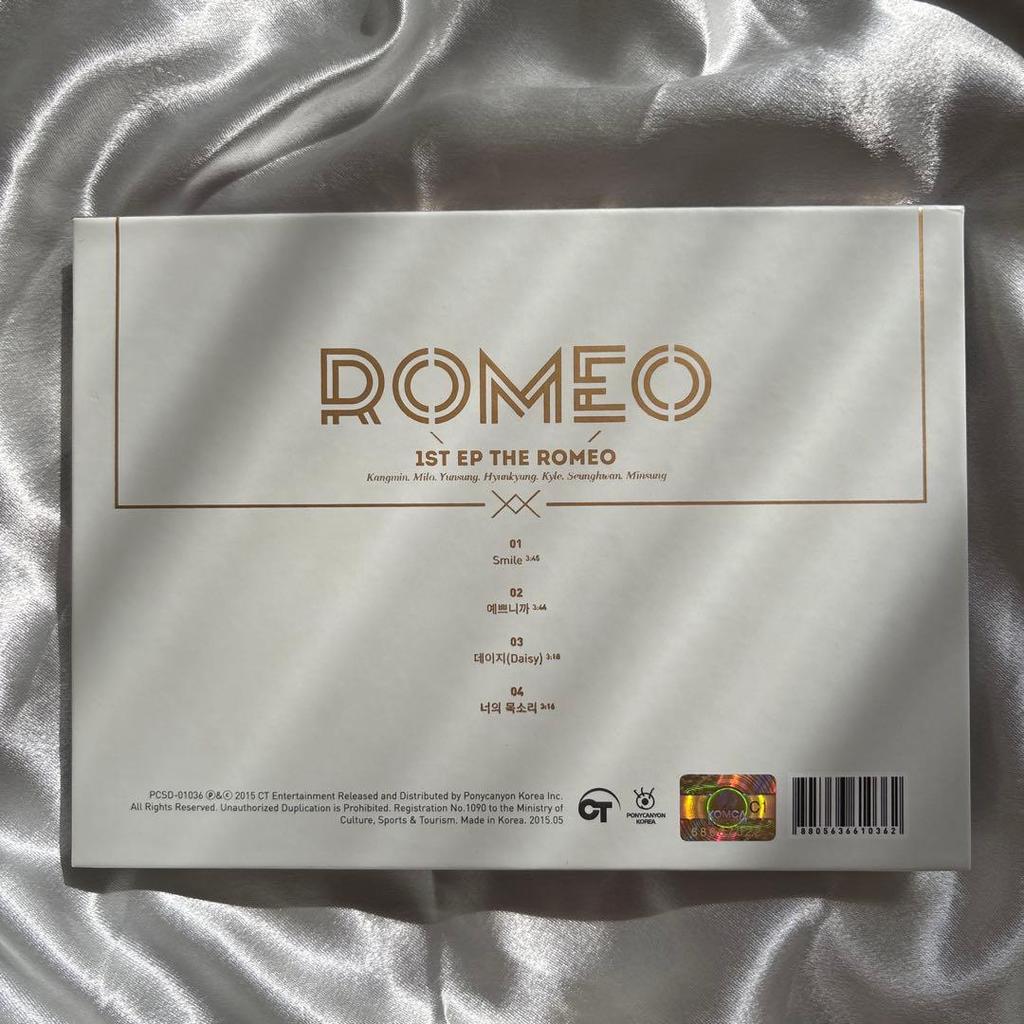 ROMÉO
1ST EP THE ROMÉO
Kangmin. Milo. Yunsung. Hyunkyung. Kyle. Seunghwan. Minsung
01
Smile 3:45
02
예쁘니까 3:44
03
데이지(Daisy) 3:18
04
너의 목소리 3:16
PCSD-01036 Ⓟ&ⓒ 2015 CT Entertainment Released and Distributed by Ponycanyon Korea Inc.
All Rights Reserved. Unauthorized Duplication is Prohibited. Registration No.1090 to the Ministry of
Culture, Sports & Tourism. Made in Korea. 2015.05
CT
PONYCANYON
KOREA
KOMCA
8805636610362